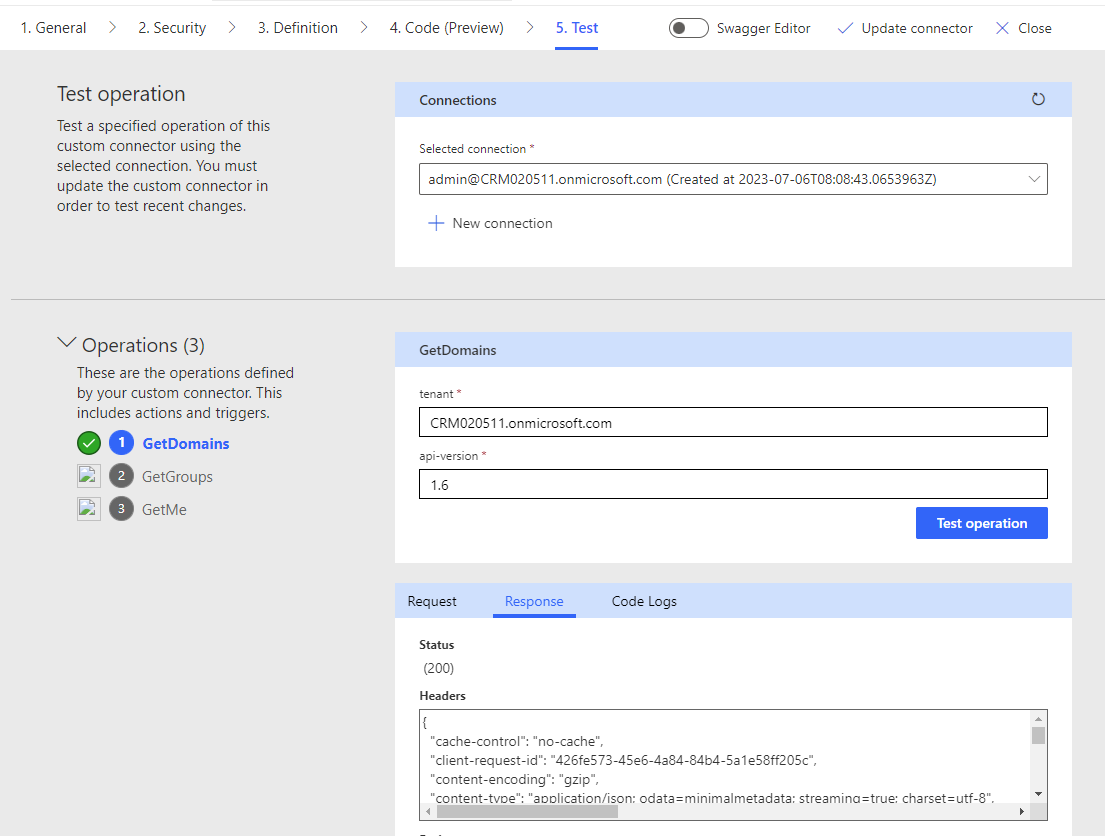 1. General
2. Security
3. Definition
4. Code (Preview)
5. Test
Swagger Editor
Update connector
Close
Test operation
Test a specified operation of this
custom connector using the
selected connection. You must
update the custom connector in
order to test recent changes.
Connections
Selected connection *
admin@CRM020511.onmicrosoft.com (Created at 2023-07-06T08:08:43.0653963Z)
New connection
Operations (3)
These are the operations defined
by your custom connector. This
includes actions and triggers.
1 GetDomains
2 GetGroups
3 GetMe
GetDomains
tenant *
CRM020511.onmicrosoft.com
api-version *
1.6
Test operation
Request
Response
Code Logs
Status
(200)
Headers
{
"cache-control": "no-cache",
"client-request-id": "426fe573-45e6-4a84-84b4-5a1e58ff205c",
"content-encoding": "gzip",
"content-type": "application/json; odata=minimalmetadata; streaming=true; charset=utf-8",